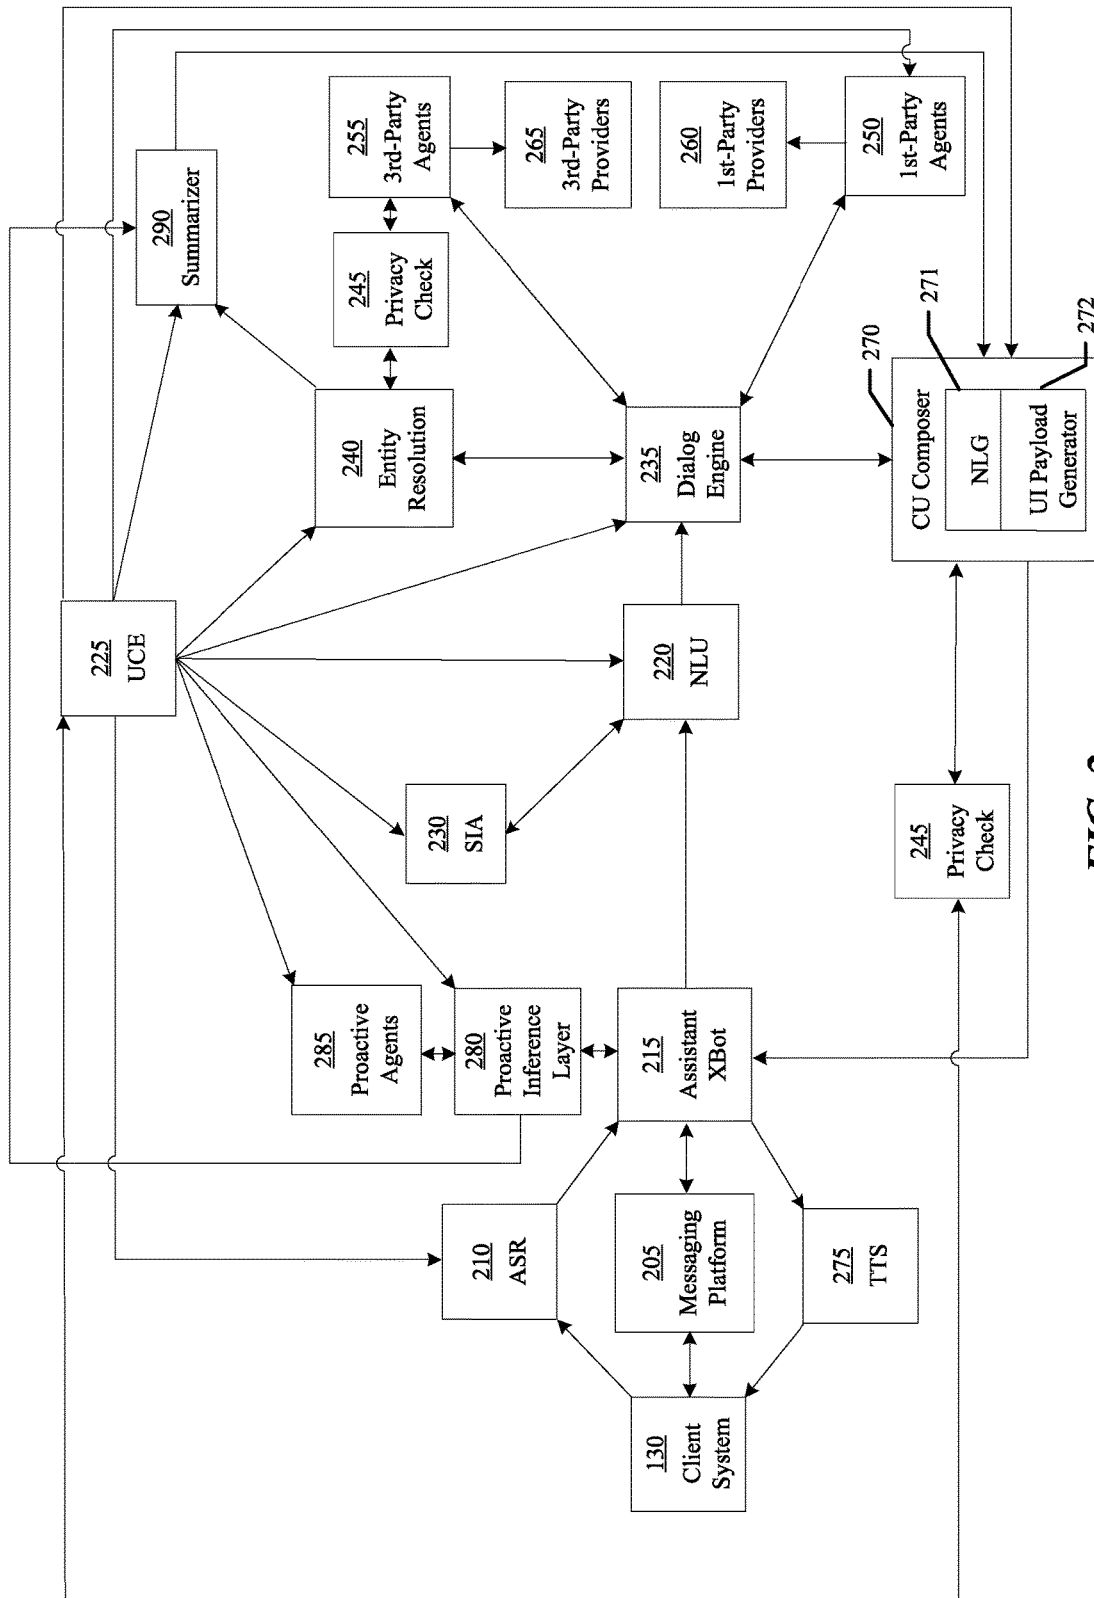 225
UCE
290
Summarizer
285
Proactive
Agents
240
Entity
Resolution
245
Privacy
Check
255
3rd-Party
Agents
230
SIA
280
Proactive
Inference
Layer
210
ASR
265
3rd-Party
Providers
130
Client
System
205
Messaging
Platform
215
Assistant
XBot
220
NLU
235
Dialog
Engine
260
1st-Party
Providers
275
TTS
250
1st-Party
Agents
245
Privacy
Check
270
CU Composer
271
NLG
272
UI Payload
Generator
FIG.